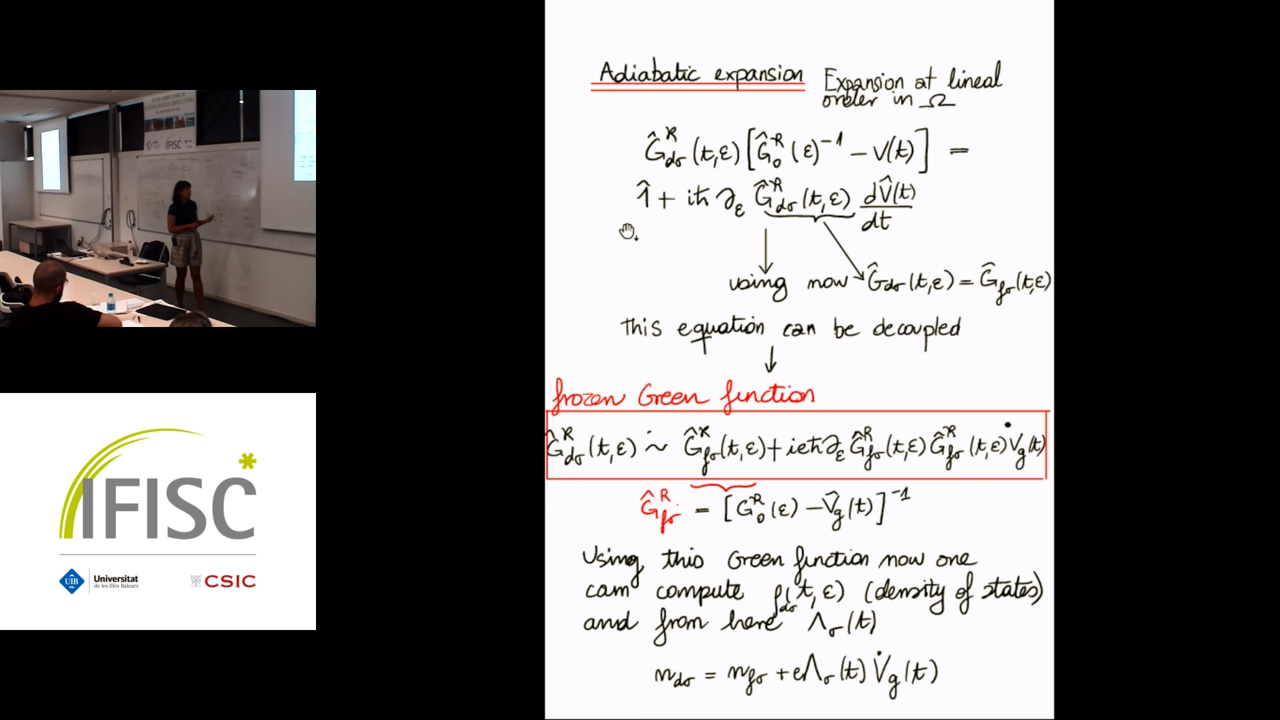 Adiabatic expansion Expansion at lineal
order in Ω
Ĝ^R_dσ (t,ε) [Ĝ^R_0 (ε)^-1 - V(t)] =
1̂ + iħ ∂_ε Ĝ^R_dσ (t,ε) dV̂(t)/dt
using now Ĝdσ (t,ε) = Ĝ_fσ (t,ε)
this equation can be decoupled
frozen Green function
Ĝ^R_dσ (t,ε) ~ Ĝ^R_fσ (t,ε) + ieħ ∂_ε Ĝ^R_fσ (t,ε) Ĝ^R_fσ (t,ε) V̇_g(t)
Ĝ^R_fσ = [G^R_0 (ε) - V̂_g (t)]^-1
Using this Green function now one
can compute ρ_dσ (t,ε) (density of states)
and from here Λ_σ (t)
n_dσ = n_fσ + eΛ_σ (t) V̇_g (t)
IFISC
IFISC
UIB
Universitat
de les Illes Balears
CSIC